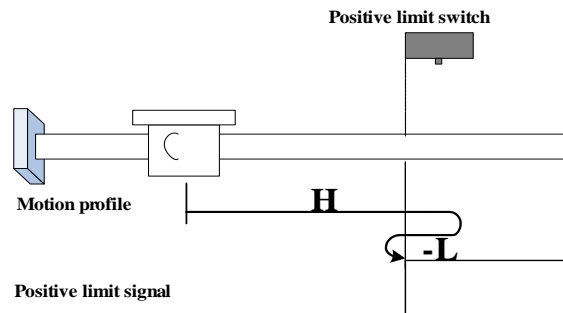 Positive limit switch
Motion profile
H
-L
Positive limit signal